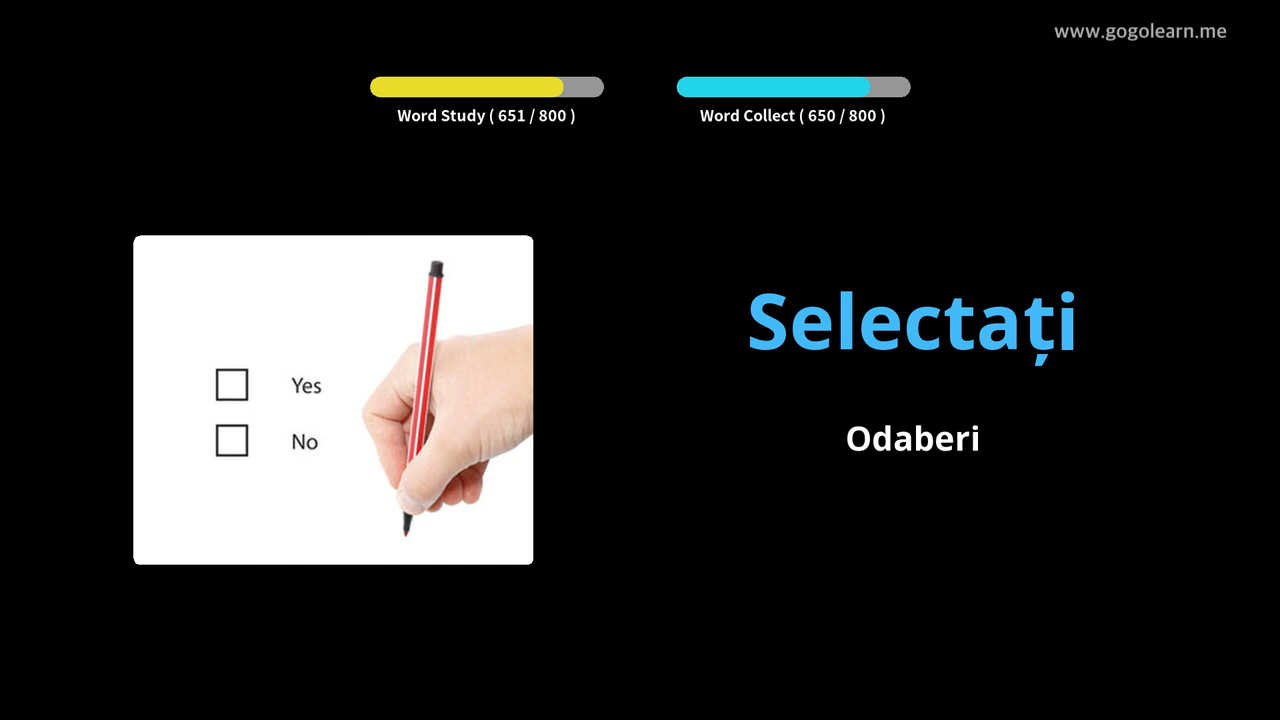 www.gogolearn.me
Word Study ( 651 / 800 )
Word Collect ( 650 / 800 )
Yes
No
Selectați
Odaberi